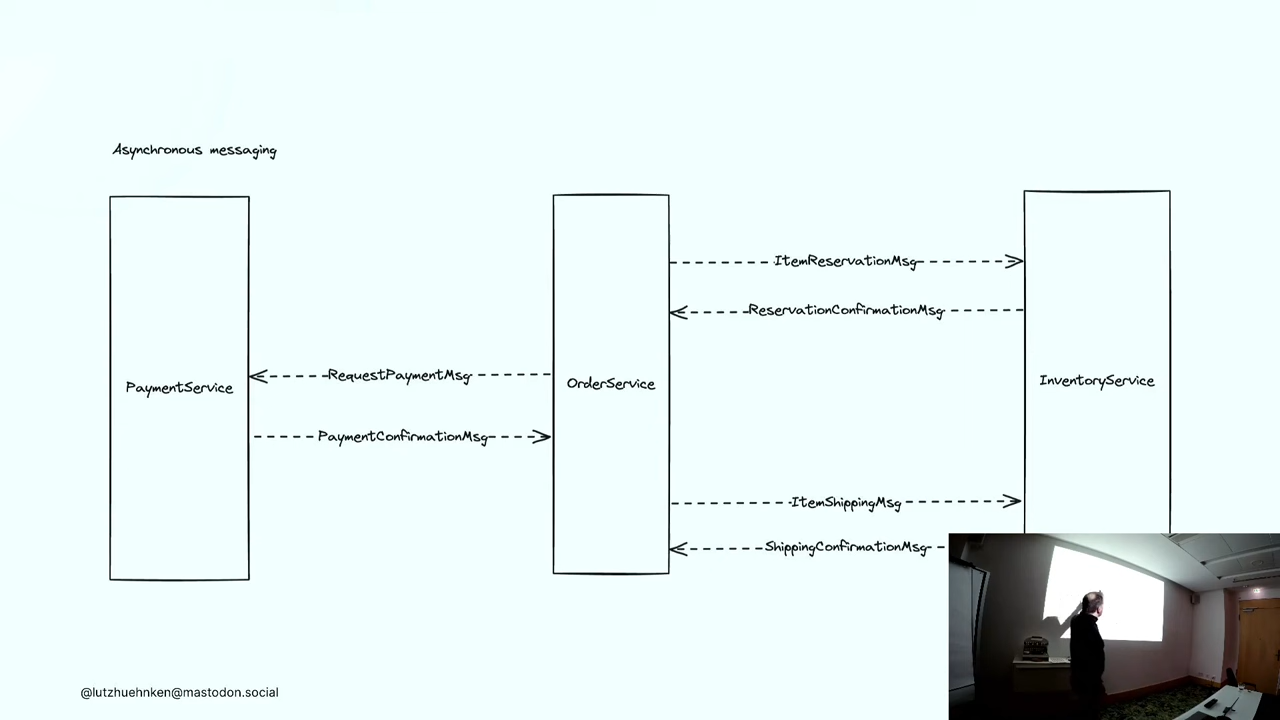 Asynchronous messaging
ItemReservationMsg
ReservationConfirmationMsg
RequestPaymentMsg
PaymentService
OrderService
InventoryService
PaymentConfirmationMsg
ItemShippingMsg
ShippingConfirmationMsg
@lutzhuehnken@mastodon.social